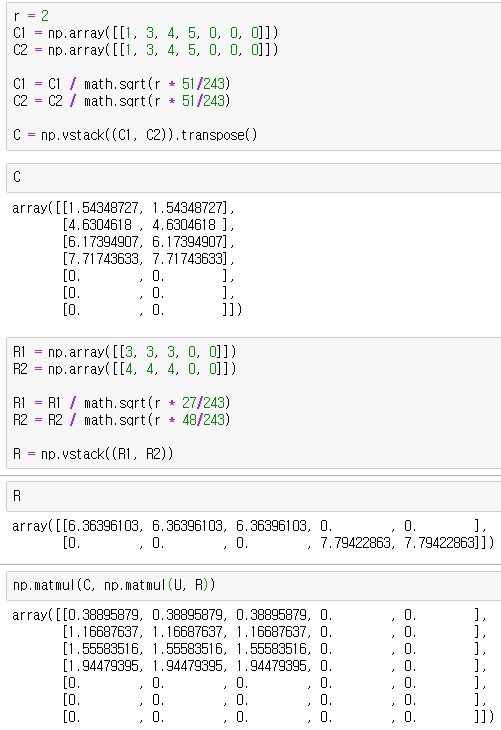 r = 2
C1 = np.array([[1, 3, 4, 5, 0, 0, 0]])
C2 = np.array([[1, 3, 4, 5, 0, 0, 0]])
C1 = C1 / math.sqrt(r * 51/243)
C2 = C2 / math.sqrt(r * 51/243)
C = np.vstack((C1, C2)).transpose()
C
array([[1.54348727, 1.54348727],
[4.6304618 , 4.6304618 ],
[6.17394907, 6.17394907],
[7.71743633, 7.71743633],
[0. , 0. ],
[0. , 0. ],
[0. , 0. ]])
R1 = np.array([[3, 3, 3, 0, 0]])
R2 = np.array([[4, 4, 4, 0, 0]])
R1 = R1 / math.sqrt(r * 27/243)
R2 = R2 / math.sqrt(r * 48/243)
R = np.vstack((R1, R2))
R
array([[6.36396103, 6.36396103, 6.36396103, 0. , 0. ],
[0. , 0. , 0. , 7.79422863, 7.79422863]])
np.matmul(C, np.matmul(U, R))
array([[0.38895879, 0.38895879, 0.38895879, 0. , 0. ],
[1.16687637, 1.16687637, 1.16687637, 0. , 0. ],
[1.55583516, 1.55583516, 1.55583516, 0. , 0. ],
[1.94479395, 1.94479395, 1.94479395, 0. , 0. ],
[0. , 0. , 0. , 0. , 0. ],
[0. , 0. , 0. , 0. , 0. ],
[0. , 0. , 0. , 0. , 0. ]])